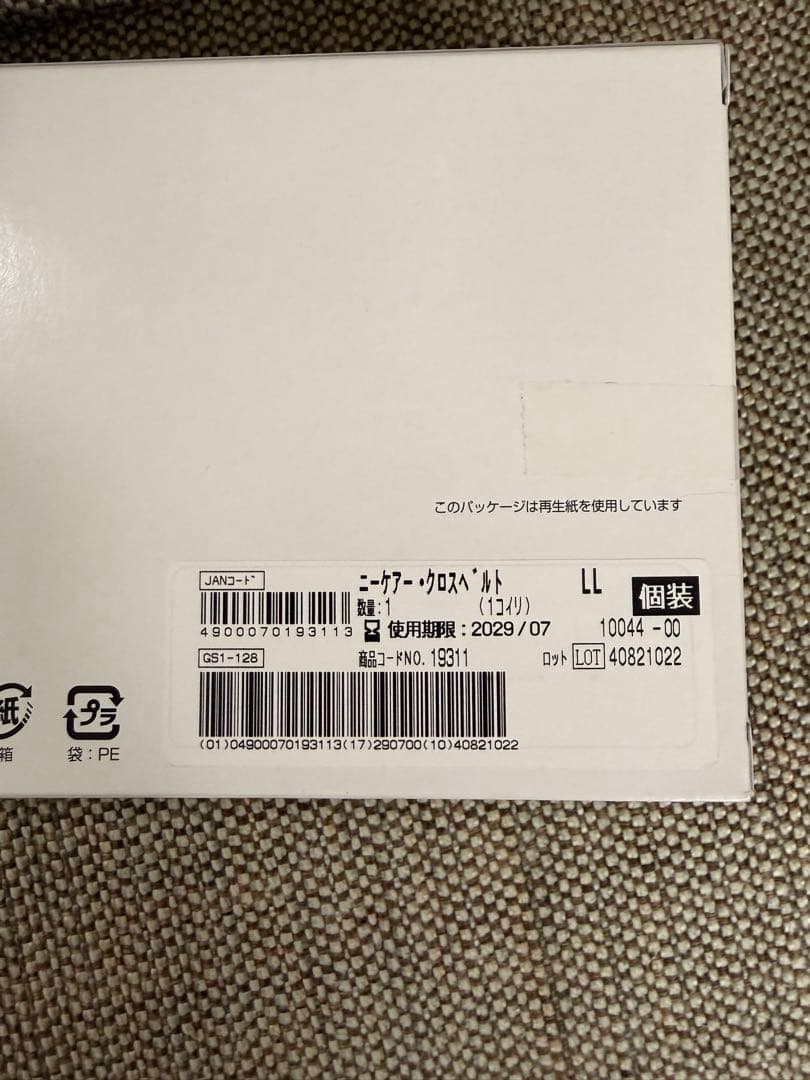 このパッケージは再生紙を使用しています
JANコード
ニーケアー・クロスベルト LL
個装
数量:1 (1コイリ)
4900070193113
使用期限:2029/07 10044-00
GS1-128
商品コードNO.19311 ロット LOT 40821022
(01)04900070193113(17)290700(10)40821022
紙
箱
プラ
袋:PE